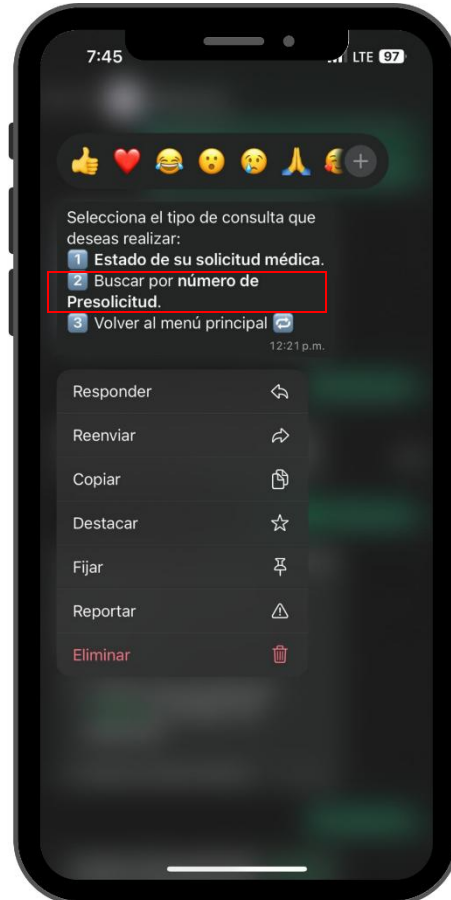 7:45 LTE 97
Selecciona el tipo de consulta que
deseas realizar:
1️⃣ Estado de su solicitud médica.
2️⃣ Buscar por número de
Presolicitud.
3️⃣ Volver al menú principal 🔁
12:21 p.m.
Responder
Reenviar
Copiar
Destacar
Fijar
Reportar
Eliminar